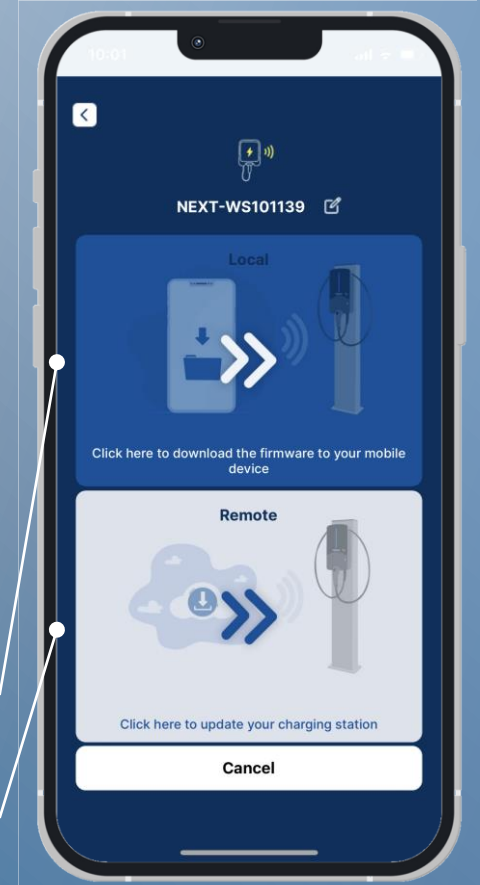 10:01
NEXT-WS101139
Local
Click here to download the firmware to your mobile
device
Remote
Click here to update your charging station
Cancel